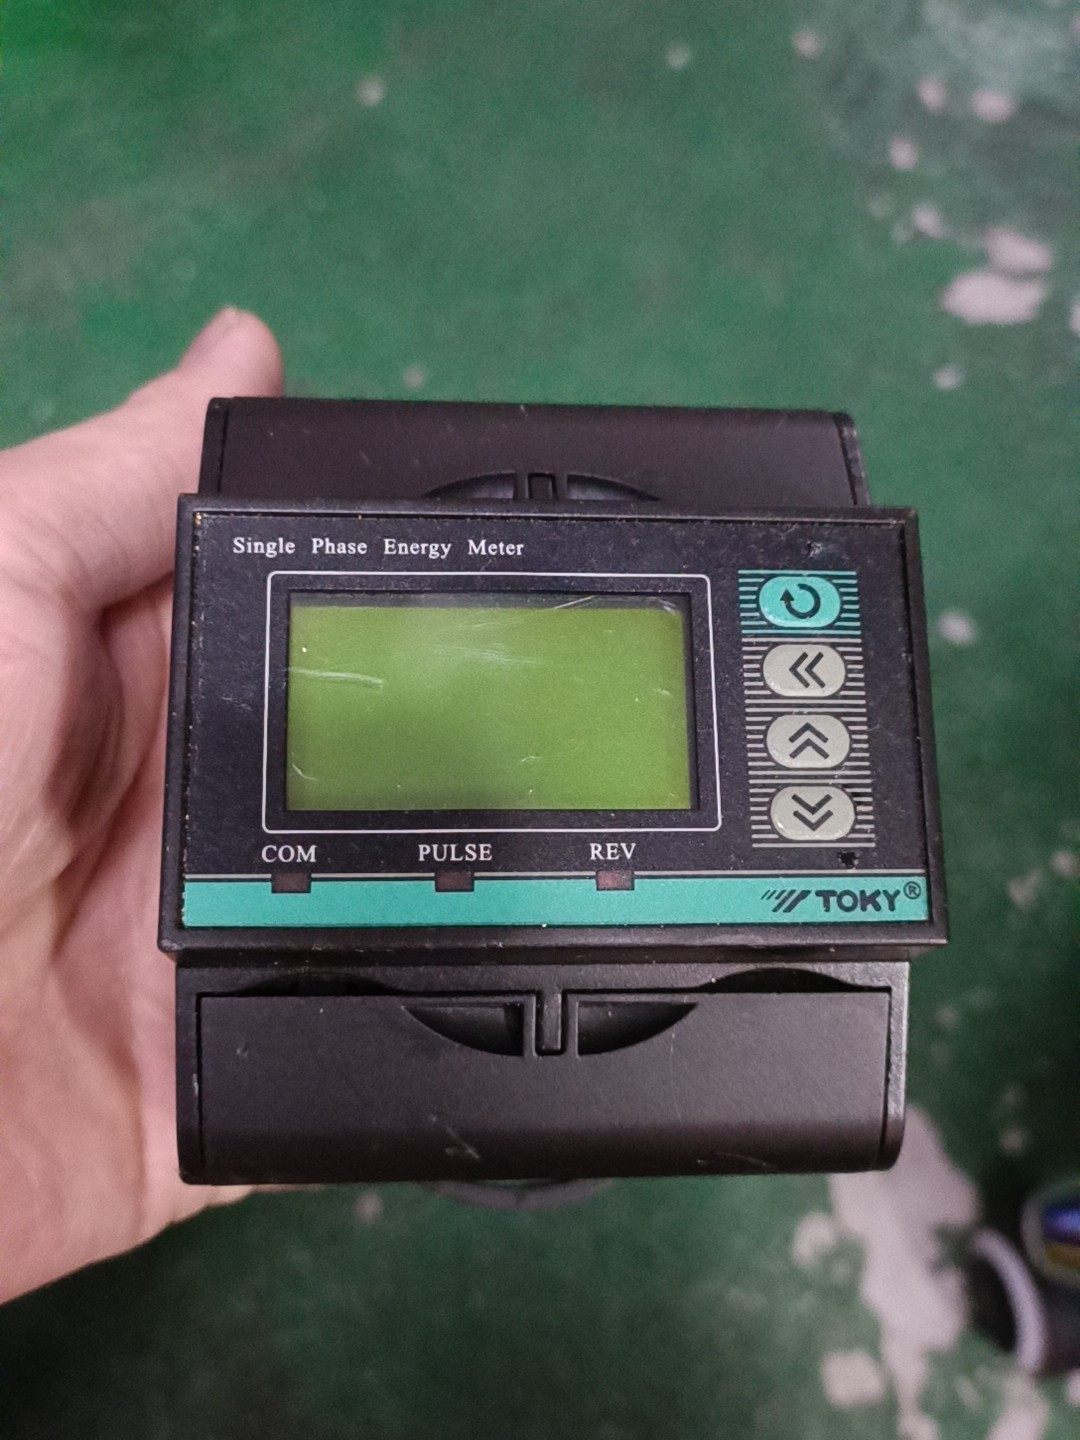 Single Phase Energy Meter
COM PULSE REV
TOKY®